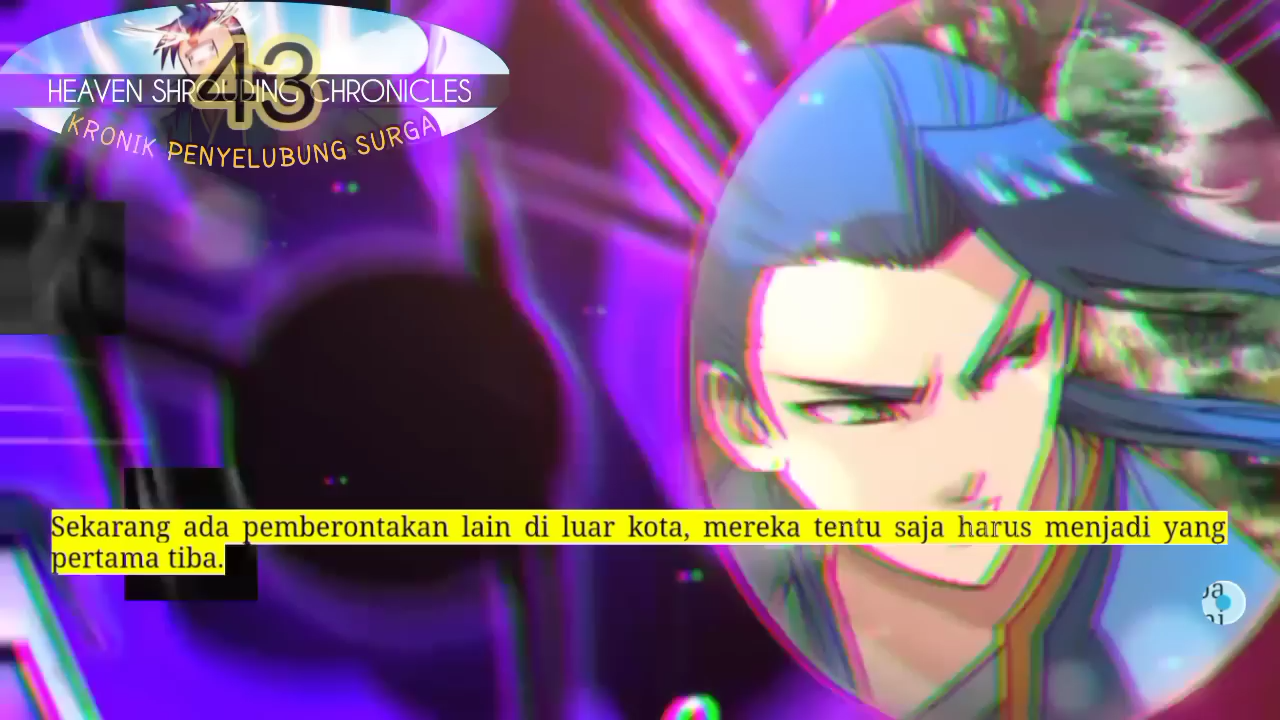 43
HEAVEN SHROUDING CHRONICLES
KRONIK PENYELUBUNG SURGA
Sekarang ada pemberontakan lain di luar kota, mereka tentu saja harus menjadi yang
pertama tiba.